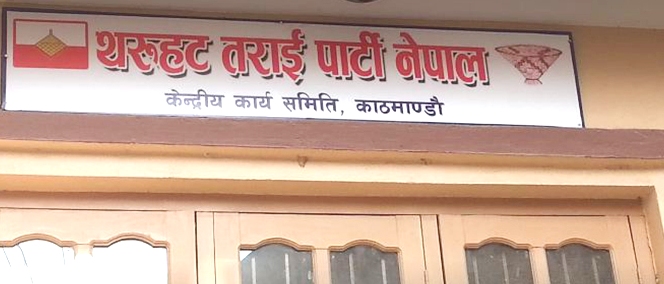 थरूहट तराई पार्टी नेपाल
केन्द्रीय कार्य समिति, काठमाण्डौ